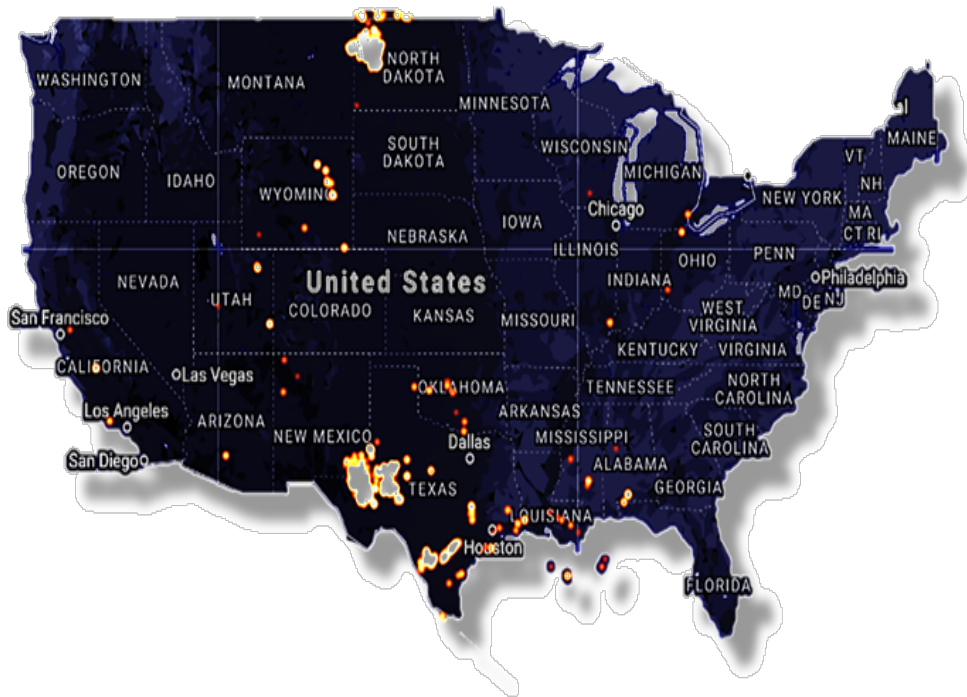 WASHINGTON
MONTANA
NORTH
DAKOTA
MINNESOTA
MAINE
OREGON
IDAHO
SOUTH
DAKOTA
WISCONSIN
MICHIGAN
VT
NH
NEW YORK
WYOMING
Chicago
IOWA
MA
CT RI
NEBRASKA
ILLINOIS
OHIO
PENN
NEVADA
United States
INDIANA
Philadelphia
UTAH
COLORADO
KANSAS
MISSOURI
WEST
VIRGINIA
MD
DE
NJ
San Francisco
KENTUCKY
VIRGINIA
CALIFORNIA
Las Vegas
OKLAHOMA
TENNESSEE
NORTH
CAROLINA
Los Angeles
ARIZONA
NEW MEXICO
ARKANSAS
Dallas
MISSISSIPPI
SOUTH
CAROLINA
San Diego
ALABAMA
TEXAS
GEORGIA
LOUISIANA
Houston
FLORIDA